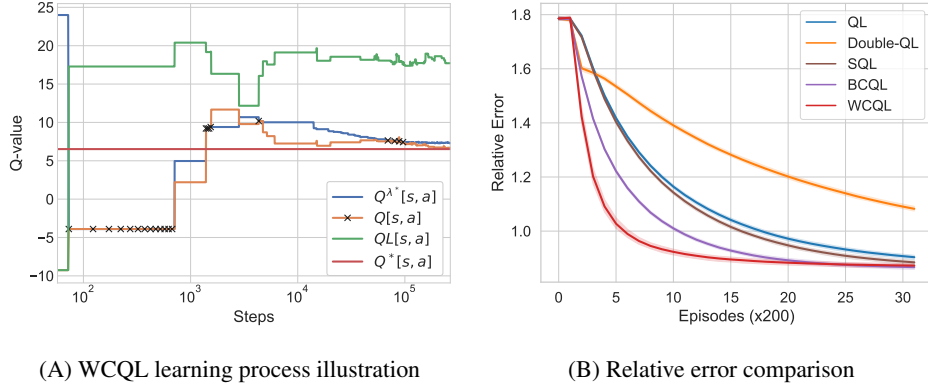 25
20
15
10
5
0
−5
−10
Q-value
10²
10³
10⁴
10⁵
Steps
Q^{λ*}[s, a]
Q[s, a]
QL[s, a]
Q*[s, a]
(A) WCQL learning process illustration
1.8
1.6
1.4
1.2
1.0
Relative Error
0
5
10
15
20
25
30
Episodes (x200)
QL
Double-QL
SQL
BCQL
WCQL
(B) Relative error comparison